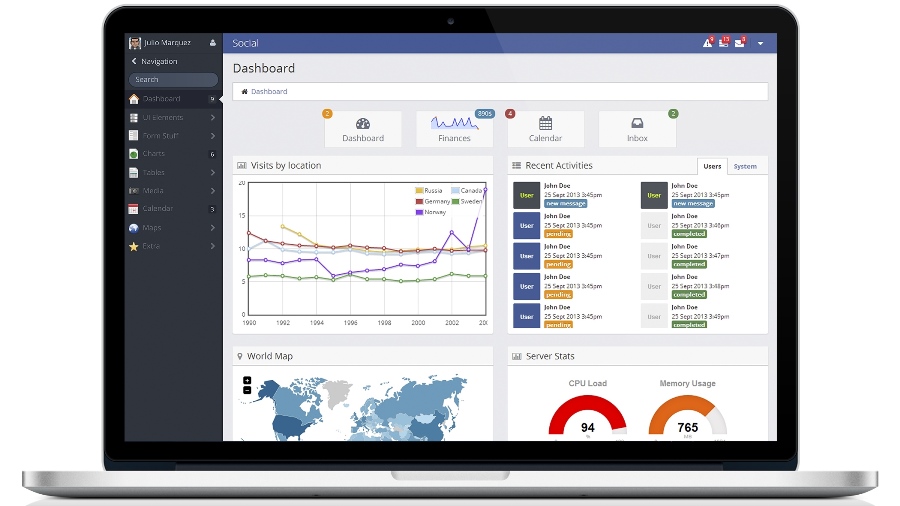 Julio Marquez
Social
9
15
8
Navigation
Search
Dashboard
Dashboard 9
UI Elements
Form Stuff
Charts 6
Tables
Media
Calendar 3
Maps
Extra
Dashboard
2
Dashboard
890s
Finances
4
Calendar
2
Inbox
Visits by location
20
15
10
5
0
1990 1992 1994 1996 1998 2000 2002
Russia Canada
Germany Sweden
Norway
Recent Activities Users System
User
John Doe
25 Sept 2013 3:45pm
new message
User
John Doe
25 Sept 2013 3:45pm
new message
User
John Doe
25 Sept 2013 3:45pm
pending
User
John Doe
25 Sept 2013 3:46pm
completed
User
John Doe
25 Sept 2013 3:45pm
pending
User
John Doe
25 Sept 2013 3:47pm
completed
User
John Doe
25 Sept 2013 3:45pm
pending
User
John Doe
25 Sept 2013 3:48pm
completed
User
John Doe
25 Sept 2013 3:45pm
pending
User
John Doe
25 Sept 2013 3:49pm
completed
World Map
+
-
Server Stats
CPU Load
94
%
Memory Usage
765